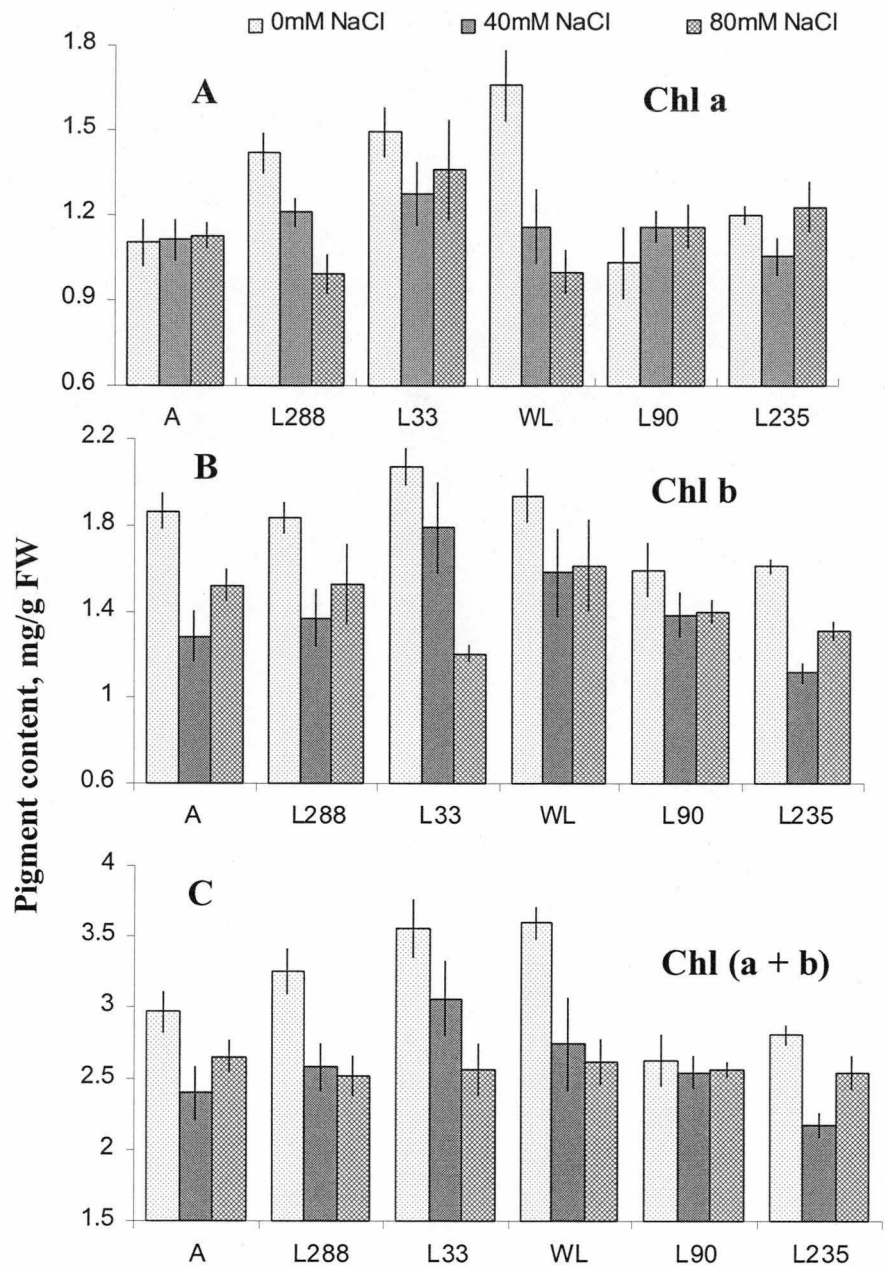 0mM NaCl 40mM NaCl 80mM NaCl
A Chl a
1.8
1.5
1.2
0.9
0.6
A L288 L33 WL L90 L235
B Chl b
2.2
1.8
1.4
1
0.6
A L288 L33 WL L90 L235
C Chl (a + b)
4
3.5
3
2.5
2
1.5
A L288 L33 WL L90 L235
Pigment content, mg/g FW